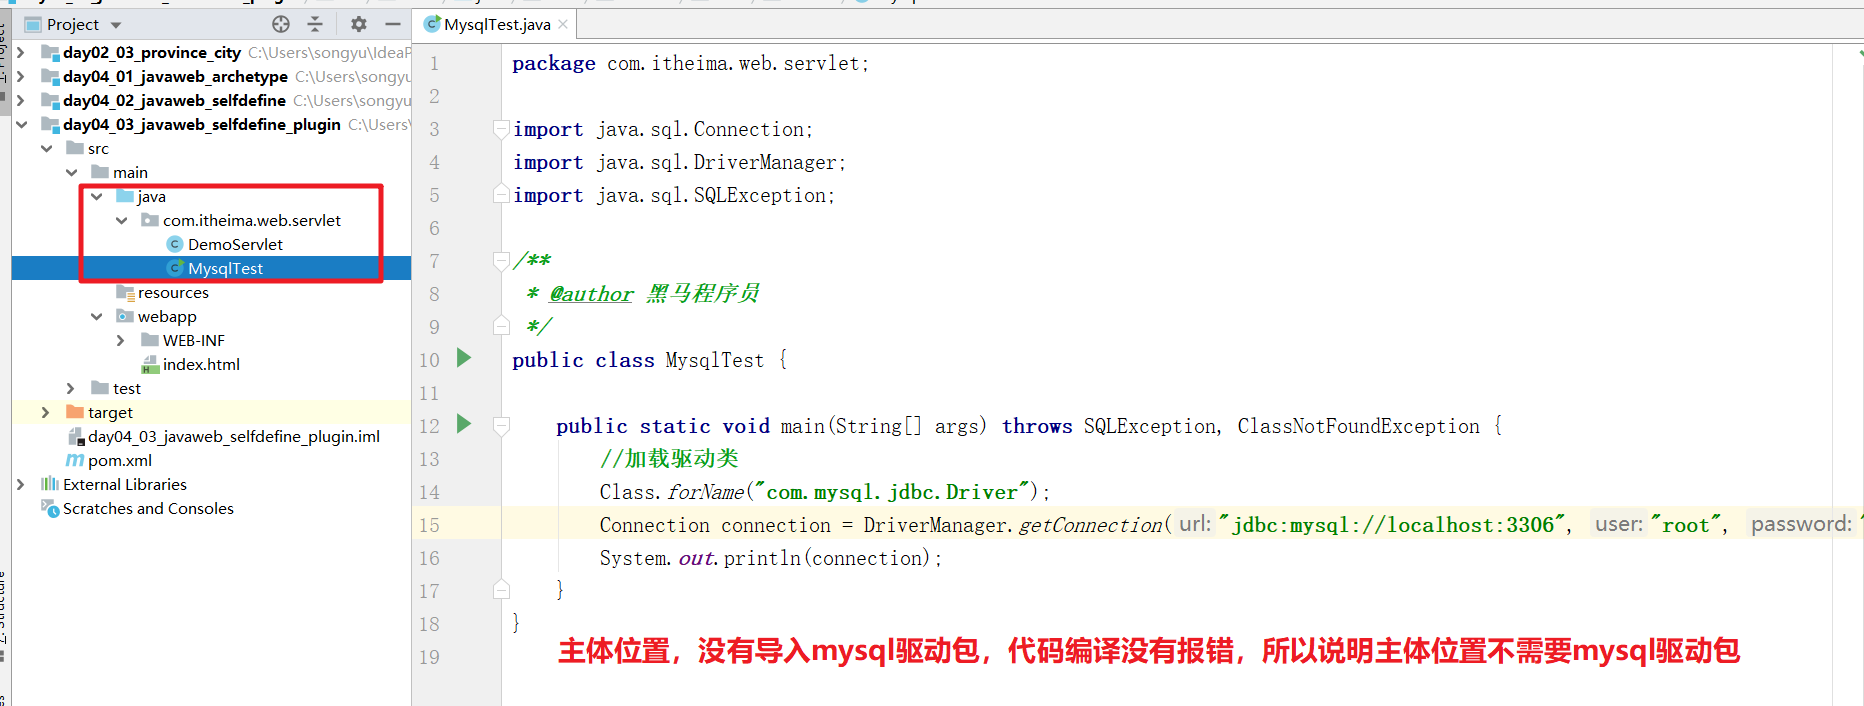 Project
MysqlTest.java
day02_03_province_city C:\Users\songyu\IdeaP
day04_01_javaweb_archetype C:\Users\songyu
day04_02_javaweb_selfdefine C:\Users\songyu
day04_03_javaweb_selfdefine_plugin C:\Users\
src
main
java
com.itheima.web.servlet
DemoServlet
MysqlTest
resources
webapp
WEB-INF
index.html
test
target
day04_03_javaweb_selfdefine_plugin.iml
pom.xml
External Libraries
Scratches and Consoles
1 package com.itheima.web.servlet;
2
3 import java.sql.Connection;
4 import java.sql.DriverManager;
5 import java.sql.SQLException;
6
7 /**
8 * @author 黑马程序员
9 */
10 public class MysqlTest {
11
12 public static void main(String[] args) throws SQLException, ClassNotFoundException {
13 //加载驱动类
14 Class.forName("com.mysql.jdbc.Driver");
15 Connection connection = DriverManager.getConnection( url: "jdbc:mysql://localhost:3306", user: "root", password: "
16 System.out.println(connection);
17 }
18 }
19
主体位置，没有导入mysql驱动包，代码编译没有报错，所以说明主体位置不需要mysql驱动包